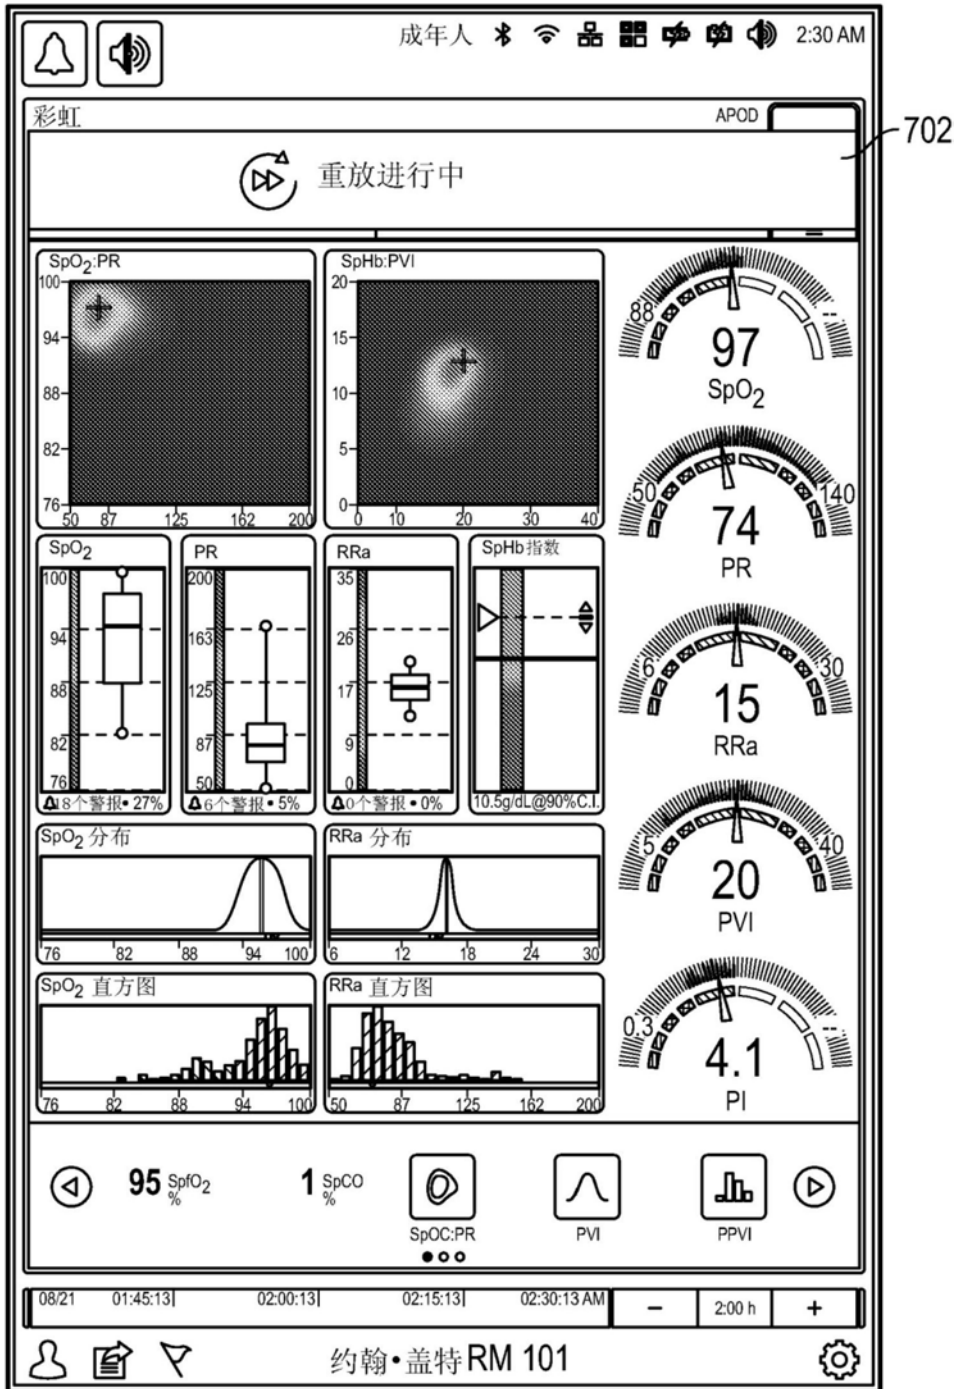 成年人 2:30 AM
702
彩虹 APOD
重放进行中
SpO2:PR
100
94
88
82
76
50 87 125 162 200
SpHb:PVI
20
15
10
5
0
0 10 20 30 40
88 --
97
SpO2
50 140
74
PR
6 30
15
RRa
5 40
20
PVI
0.3 --
4.1
PI
SpO2
100
94
88
82
76
18个警报•27%
PR
200
163
125
87
50
6个警报•5%
RRa
35
26
17
9
0
0个警报•0%
SpHb 指数
10.5g/dL@90%C.I.
SpO2 分布
76 82 88 94 100
RRa 分布
6 12 18 24 30
SpO2 直方图
76 82 88 94 100
RRa 直方图
50 87 125 162 200
95 SpfO2 %
1 SpCO %
SpOC:PR
PVI
PPVI
08/21 01:45:13 02:00:13 02:15:13 02:30:13 AM − 2:00 h +
约翰•盖特 RM 101